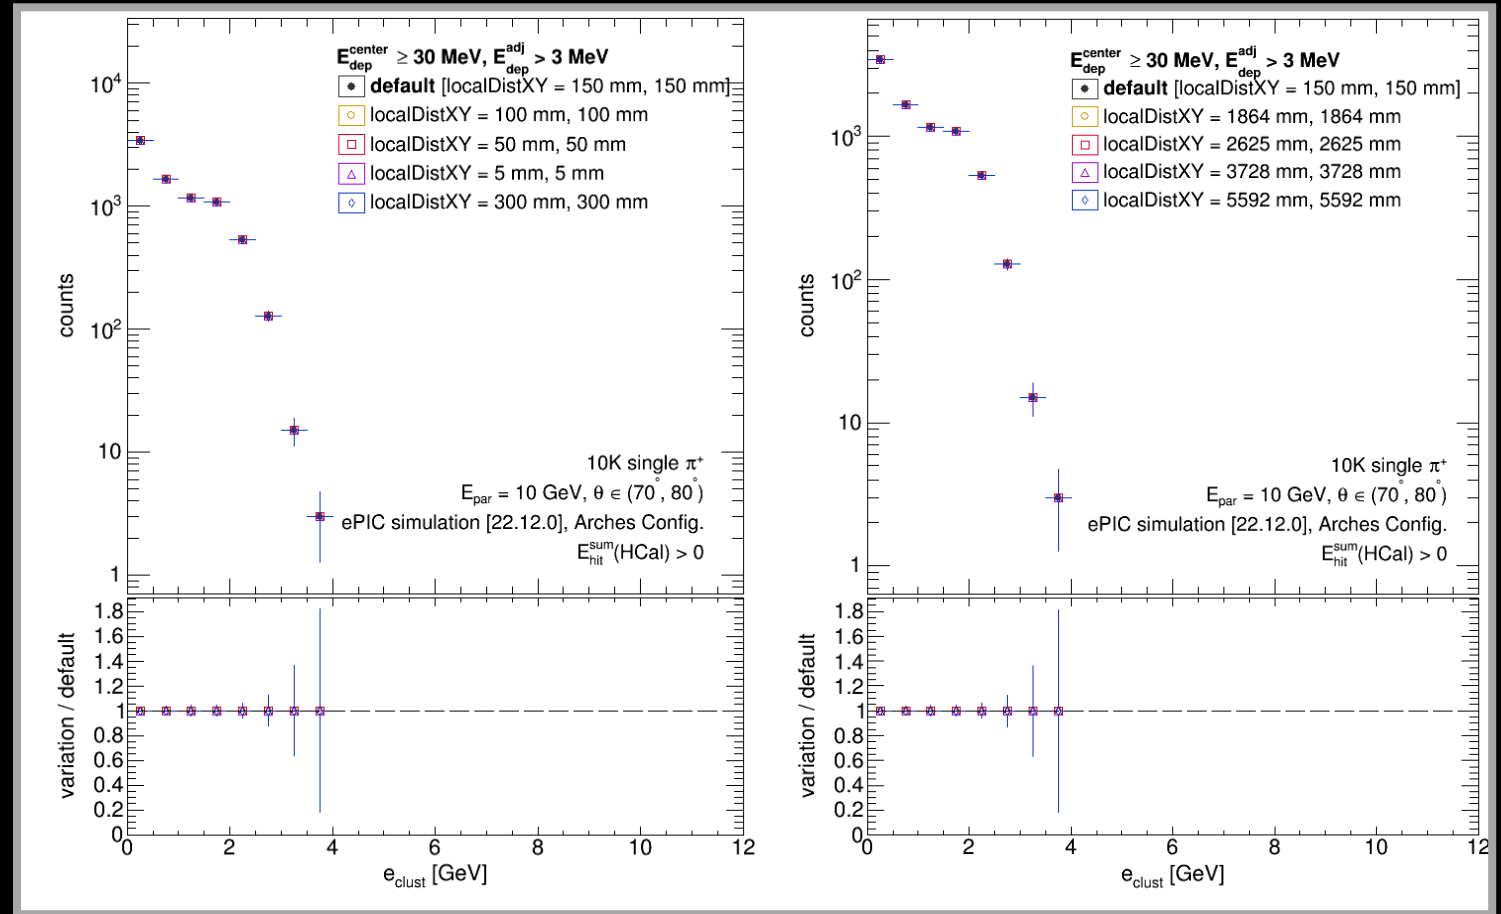 E_dep^center ≥ 30 MeV, E_dep^adj > 3 MeV
default [localDistXY = 150 mm, 150 mm]
localDistXY = 100 mm, 100 mm
localDistXY = 50 mm, 50 mm
localDistXY = 5 mm, 5 mm
localDistXY = 300 mm, 300 mm
10^4
10^3
10^2
10
1
counts
10K single π⁺
E_par = 10 GeV, θ ∈ (70°, 80°)
ePIC simulation [22.12.0], Arches Config.
E_hit^sum(HCal) > 0
1.8
1.6
1.4
1.2
1
0.8
0.6
0.4
0.2
0
variation / default
0 2 4 6 8 10 12
e_clust [GeV]
E_dep^center ≥ 30 MeV, E_dep^adj > 3 MeV
default [localDistXY = 150 mm, 150 mm]
localDistXY = 1864 mm, 1864 mm
localDistXY = 2625 mm, 2625 mm
localDistXY = 3728 mm, 3728 mm
localDistXY = 5592 mm, 5592 mm
10^3
10^2
10
1
counts
10K single π⁺
E_par = 10 GeV, θ ∈ (70°, 80°)
ePIC simulation [22.12.0], Arches Config.
E_hit^sum(HCal) > 0
1.8
1.6
1.4
1.2
1
0.8
0.6
0.4
0.2
0
variation / default
0 2 4 6 8 10 12
e_clust [GeV]